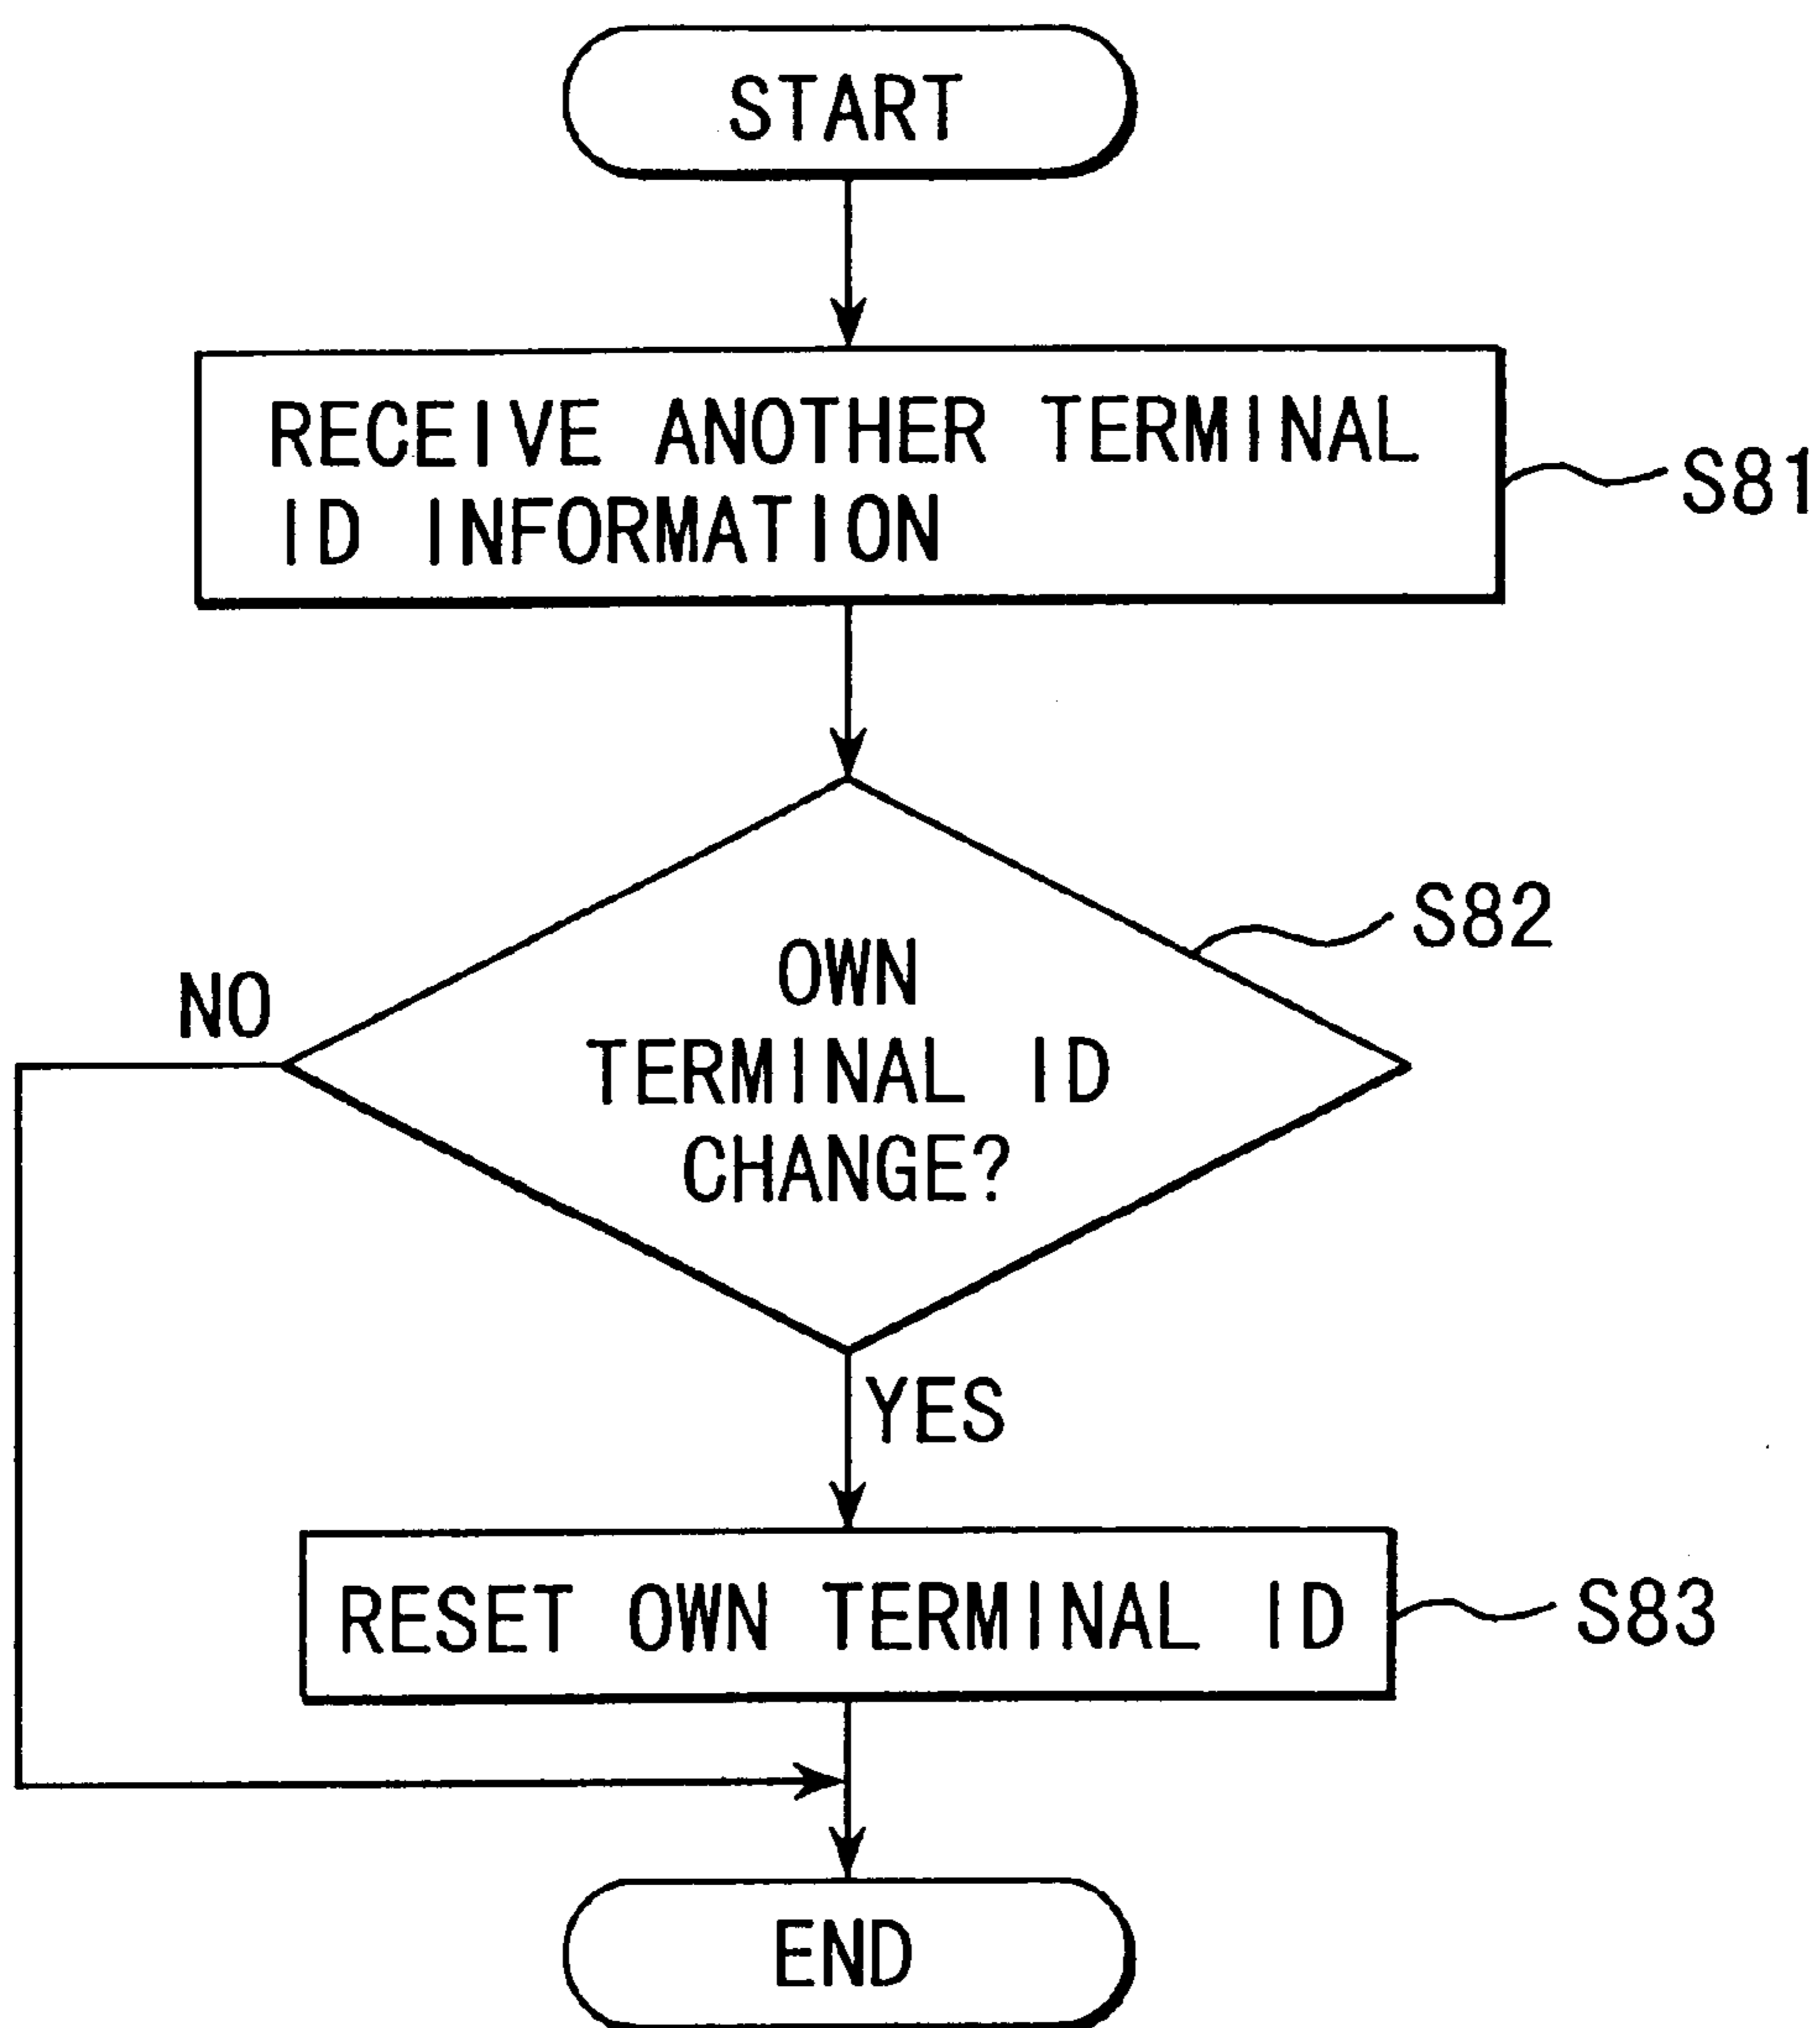 START
RECEIVE ANOTHER TERMINAL
ID INFORMATION
S81
S82
OWN
TERMINAL ID
CHANGE?
NO
YES
RESET OWN TERMINAL ID
S83
END